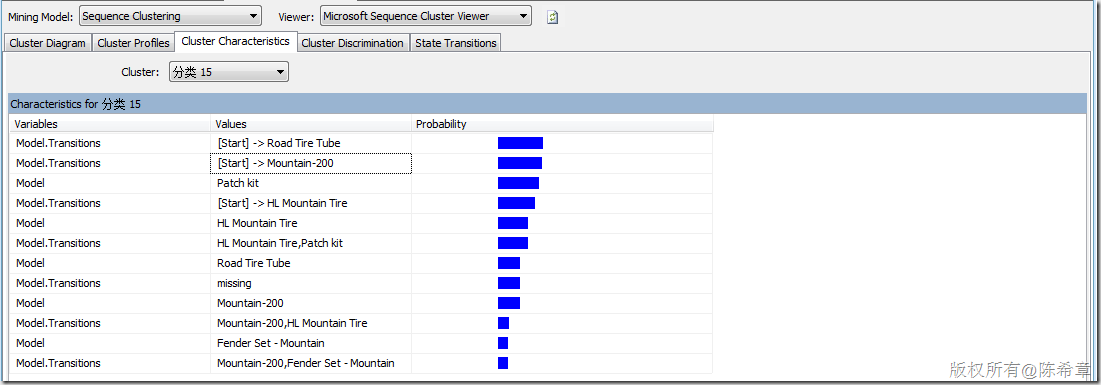 Mining Model: Sequence Clustering Viewer: Microsoft Sequence Cluster Viewer
Cluster Diagram Cluster Profiles Cluster Characteristics Cluster Discrimination State Transitions
Cluster: 分类 15
Characteristics for 分类 15
Variables Values Probability
Model.Transitions [Start] -> Road Tire Tube
Model.Transitions [Start] -> Mountain-200
Model Patch kit
Model.Transitions [Start] -> HL Mountain Tire
Model HL Mountain Tire
Model.Transitions HL Mountain Tire,Patch kit
Model Road Tire Tube
Model.Transitions missing
Model Mountain-200
Model.Transitions Mountain-200,HL Mountain Tire
Model Fender Set - Mountain
Model.Transitions Mountain-200,Fender Set - Mountain
版权所有@陈希章